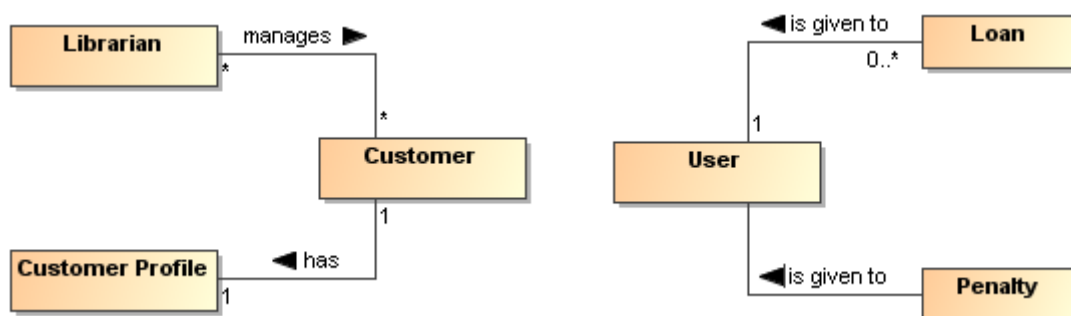 Librarian
manages
*
*
Customer
1
has
1
Customer Profile
is given to
Loan
0..*
1
User
is given to
Penalty